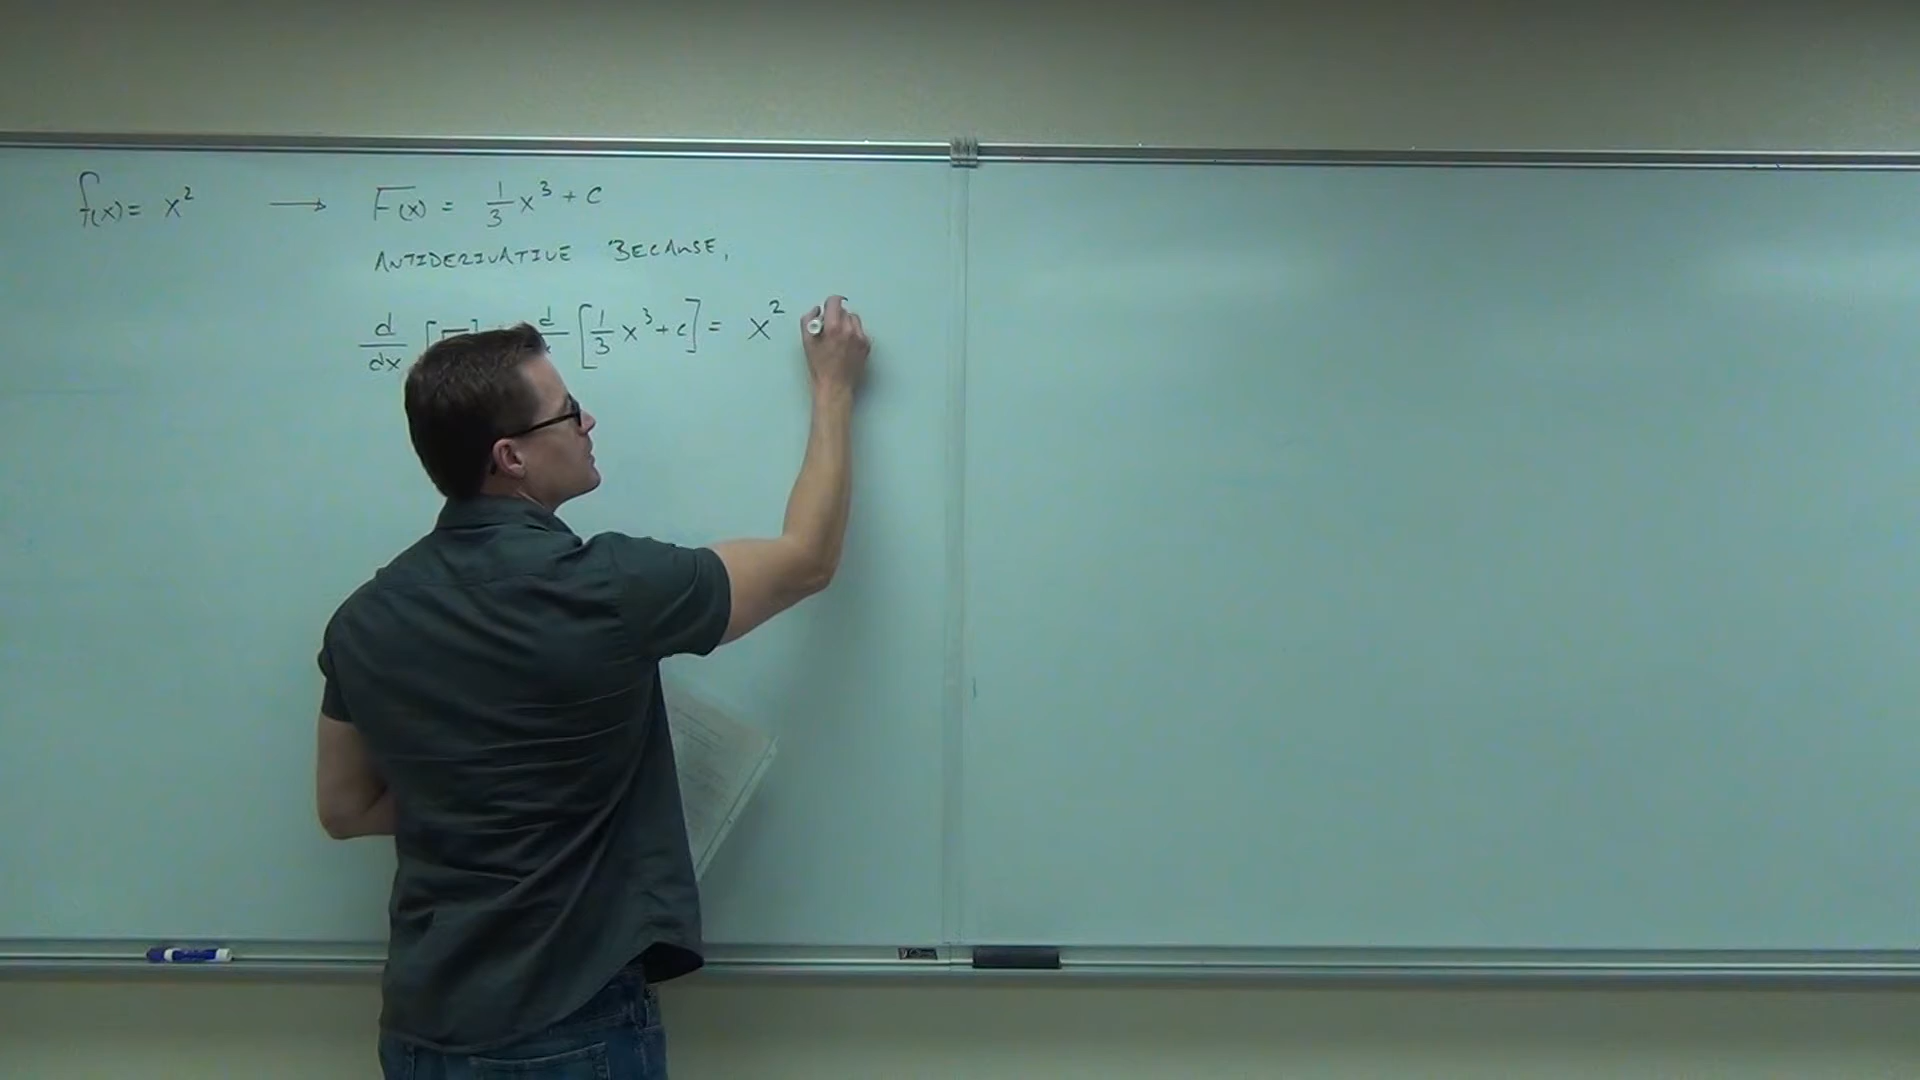 f(x) = x² → F(x) = 1/3 x³ + C
ANTIDERIVATIVE BECAUSE,
d/dx [ d [1/3 x³ + C] = x²